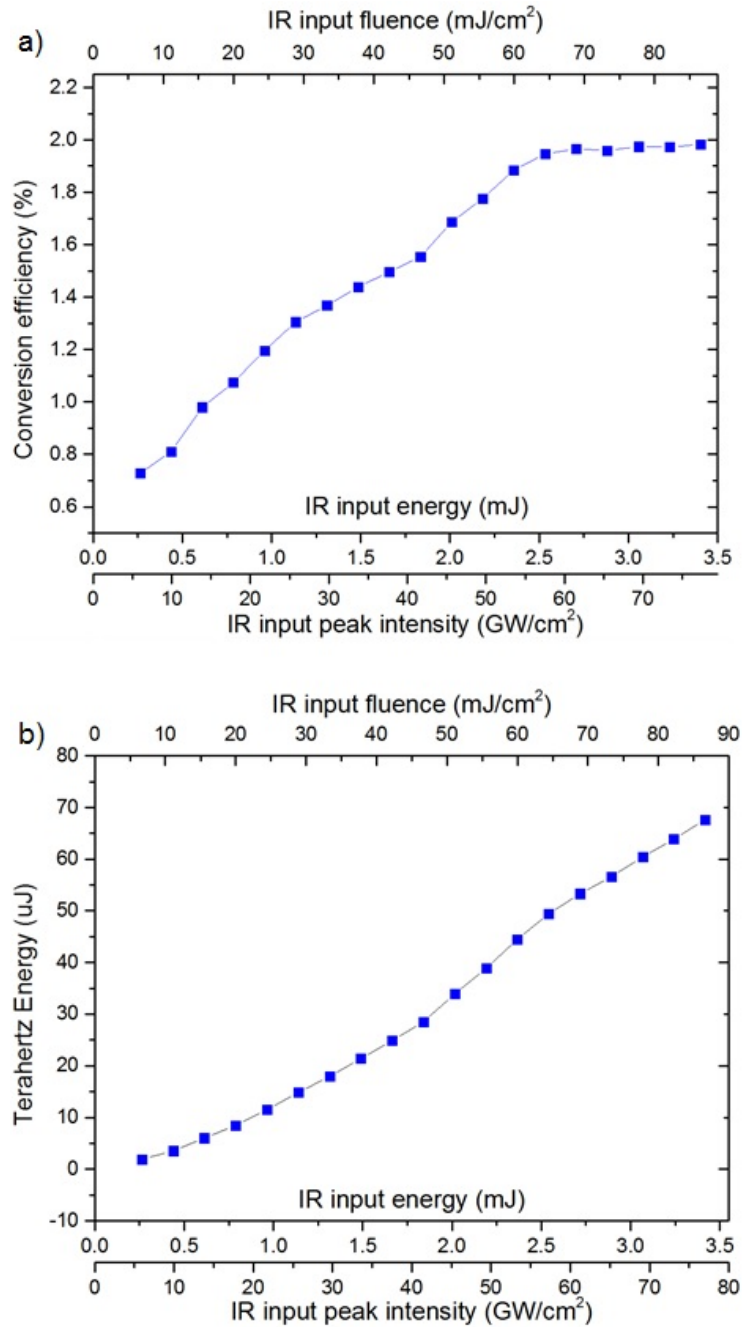 IR input fluence (mJ/cm²)
a)
0 10 20 30 40 50 60 70 80
2.2
2.0
1.8
1.6
1.4
1.2
1.0
0.8
0.6
Conversion efficiency (%)
IR input energy (mJ)
0.0 0.5 1.0 1.5 2.0 2.5 3.0 3.5
0 10 20 30 40 50 60 70
IR input peak intensity (GW/cm²)
IR input fluence (mJ/cm²)
b)
0 10 20 30 40 50 60 70 80 90
80
70
60
50
40
30
20
10
0
-10
Terahertz Energy (uJ)
IR input energy (mJ)
0.0 0.5 1.0 1.5 2.0 2.5 3.0 3.5
0 10 20 30 40 50 60 70 80
IR input peak intensity (GW/cm²)